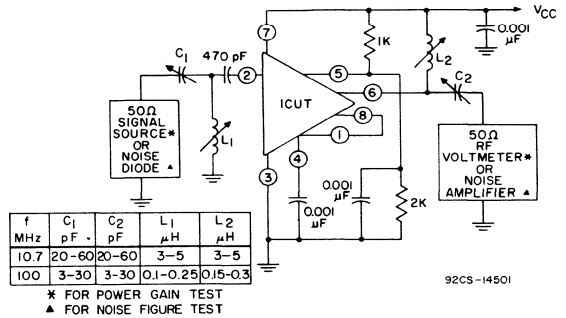 VCC
0.001
µF
7
1K
L2
C1
470 pF
C2
2
5
6
8
1
ICUT
50Ω
SIGNAL
SOURCE*
OR
NOISE
DIODE ▲
L1
4
3
50Ω
RF
VOLTMETER*
OR
NOISE
AMPLIFIER ▲
0.001
µF
0.001
µF
2K
f MHz C1 pF C2 pF L1 µH L2 µH
10.7 20-60 20-60 3-5 3-5
100 3-30 3-30 0.1-0.25 0.15-0.3
* FOR POWER GAIN TEST
▲ FOR NOISE FIGURE TEST
92CS-14501